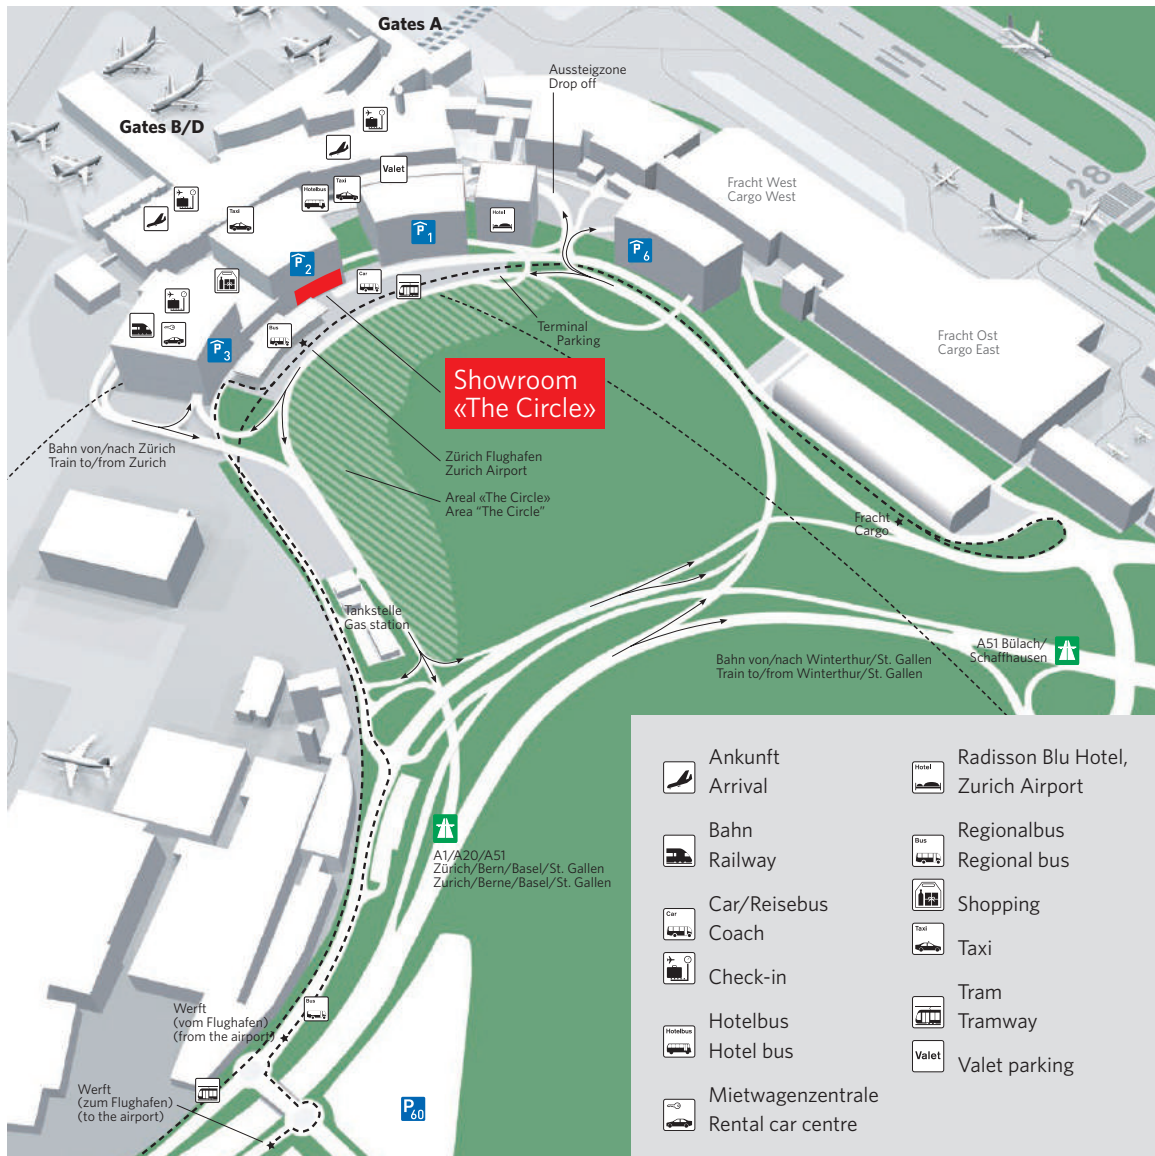 Gates A
Aussteigzone
Drop off
Gates B/D
Valet
Fracht West
Cargo West
28
Taxi
Hotelbus
Taxi
Hotel
P1
P6
P2
Car
Terminal
Parking
Fracht Ost
Cargo East
Bus
P3
Showroom
«The Circle»
Bahn von/nach Zürich
Train to/from Zurich
Zürich Flughafen
Zurich Airport
Areal «The Circle»
Area "The Circle"
Fracht
Cargo
Tankstelle
Gas station
A51 Bülach/
Schaffhausen
Bahn von/nach Winterthur/St. Gallen
Train to/from Winterthur/St. Gallen
A1/A20/A51
Zürich/Bern/Basel/St. Gallen
Zurich/Berne/Basel/St. Gallen
Bus
Werft
(vom Flughafen)
(from the airport)
Werft
(zum Flughafen)
(to the airport)
P60
Ankunft
Arrival
Bahn
Railway
Car
Car/Reisebus
Coach
Check-in
Hotelbus
Hotelbus
Hotel bus
Mietwagenzentrale
Rental car centre
Hotel
Radisson Blu Hotel,
Zurich Airport
Bus
Regionalbus
Regional bus
Shopping
Taxi
Taxi
Tram
Tramway
Valet
Valet parking